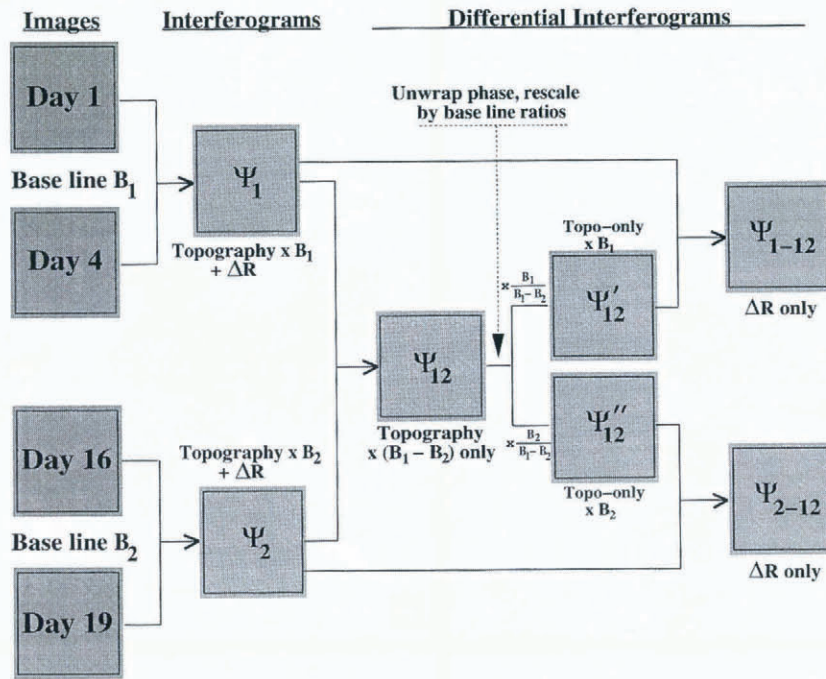 Images
Interferograms
Differential Interferograms
Day 1
Base line B1
Day 4
Ψ1
Topography x B1
+ ΔR
Unwrap phase, rescale
by base line ratios
Ψ12
Topography
x (B1 – B2) only
× B1/(B1– B2)
Topo–only
x B1
Ψ12′
× B2/(B1– B2)
Ψ12″
Topo–only
x B2
Ψ1–12
ΔR only
Day 16
Base line B2
Day 19
Topography x B2
+ ΔR
Ψ2
Ψ2–12
ΔR only